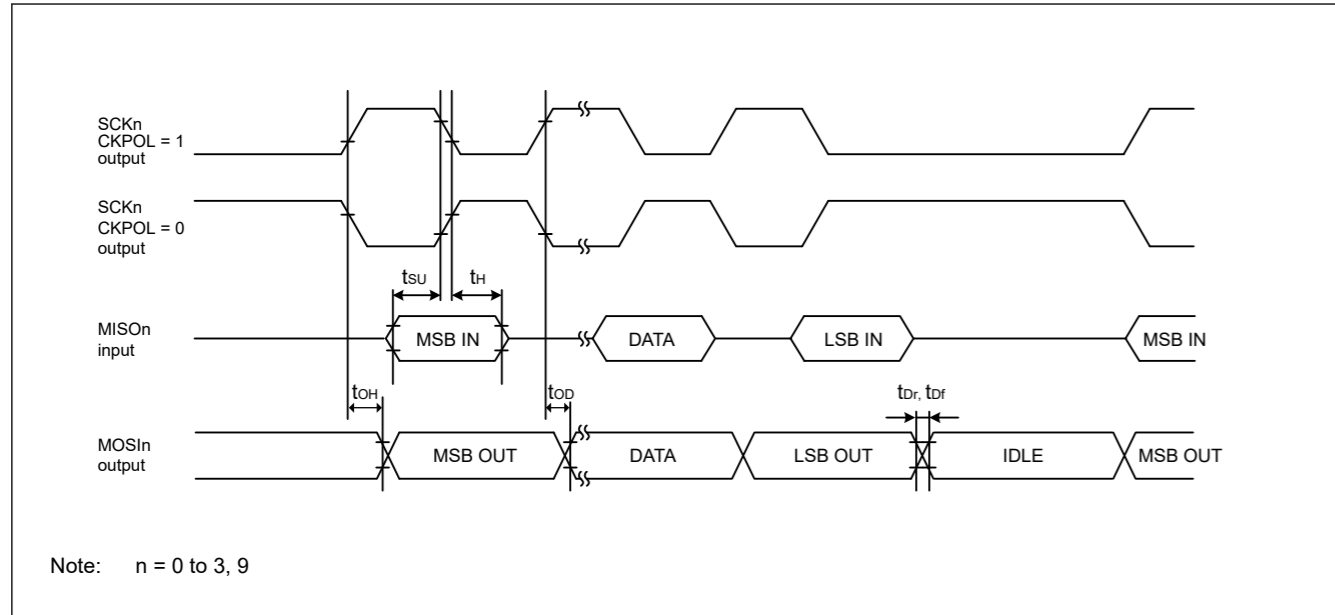 SCKn
CKPOL = 1
output
SCKn
CKPOL = 0
output
tSU
tH
MISOn
input
MSB IN
DATA
LSB IN
MSB IN
tOH
tOD
tDr, tDf
MOSIn
output
MSB OUT
DATA
LSB OUT
IDLE
MSB OUT
Note: n = 0 to 3, 9